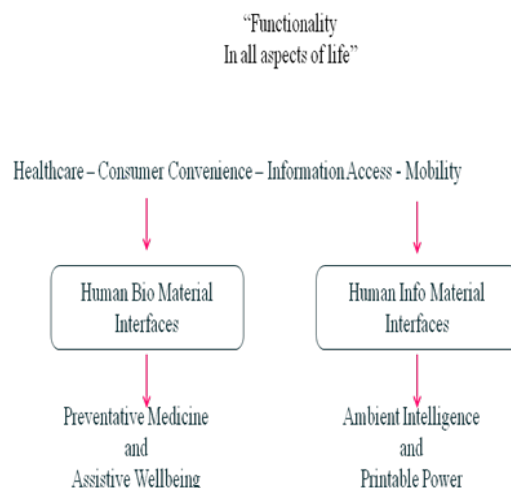 “Functionality
In all aspects of life”
Healthcare – Consumer Convenience – Information Access - Mobility
Human Bio Material
Interfaces
Human Info Material
Interfaces
Preventative Medicine
and
Assistive Wellbeing
Ambient Intelligence
and
Printable Power